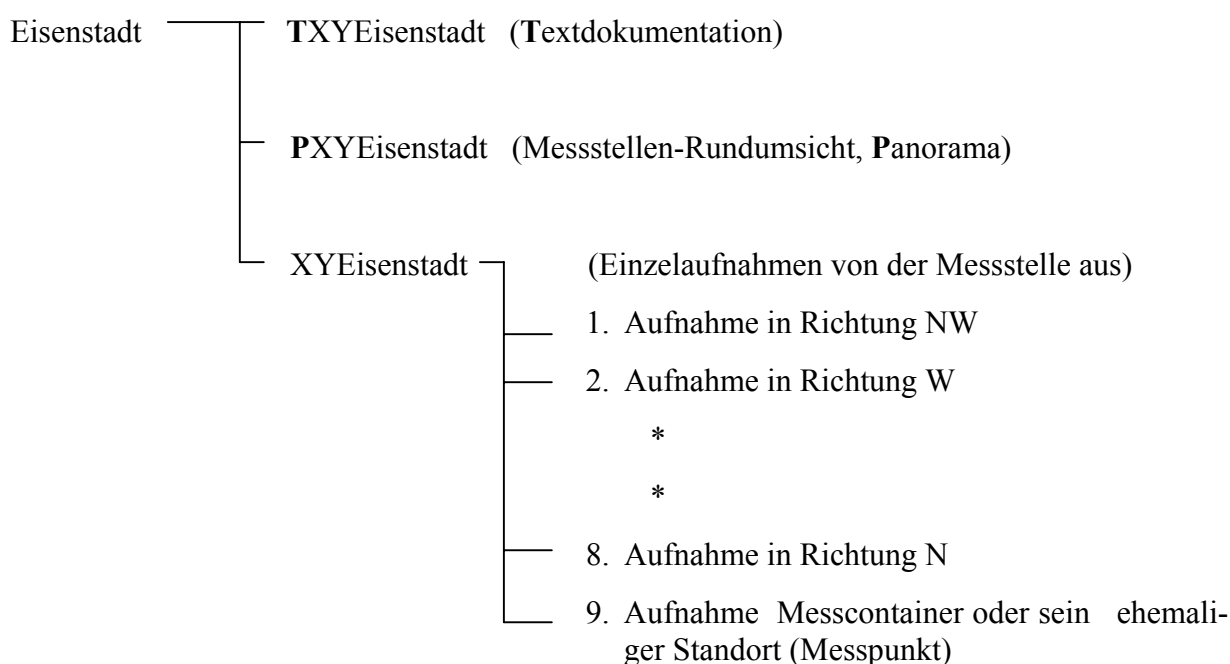 Eisenstadt TXYEisenstadt (Textdokumentation)
PXYEisenstadt (Messstellen-Rundumsicht, Panorama)
XYEisenstadt (Einzelaufnahmen von der Messstelle aus)
1. Aufnahme in Richtung NW
2. Aufnahme in Richtung W
*
*
8. Aufnahme in Richtung N
9. Aufnahme Messcontainer oder sein ehemali-
ger Standort (Messpunkt)